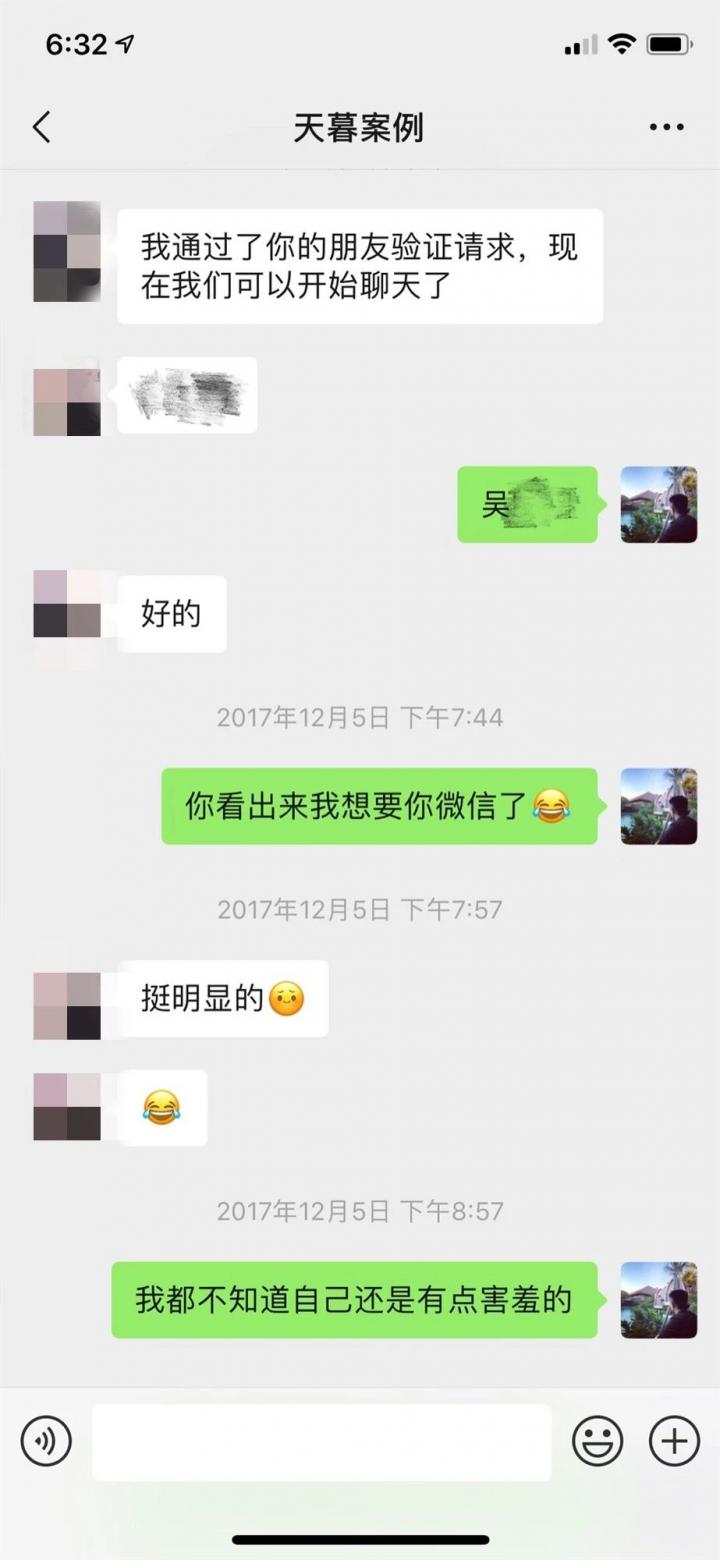 6:32
天暮案例
我通过了你的朋友验证请求，现
在我们可以开始聊天了
吴
好的
2017年12月5日 下午7:44
你看出来我想要你微信了😂
2017年12月5日 下午7:57
挺明显的
😂
2017年12月5日 下午8:57
我都不知道自己还是有点害羞的